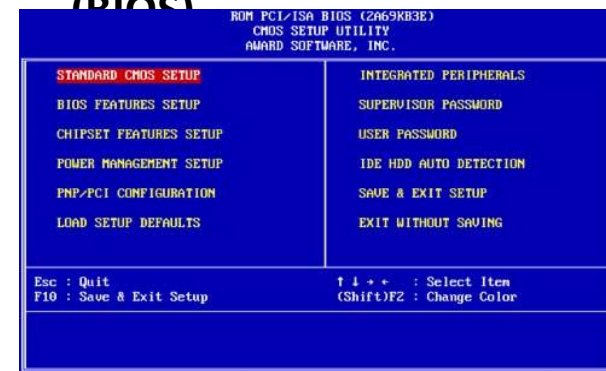 (BIOS)
ROM PCI/ISA BIOS (2A69KB3E)
CMOS SETUP UTILITY
AWARD SOFTWARE, INC.
STANDARD CMOS SETUP
BIOS FEATURES SETUP
CHIPSET FEATURES SETUP
POWER MANAGEMENT SETUP
PNP/PCI CONFIGURATION
LOAD SETUP DEFAULTS
INTEGRATED PERIPHERALS
SUPERVISOR PASSWORD
USER PASSWORD
IDE HDD AUTO DETECTION
SAVE & EXIT SETUP
EXIT WITHOUT SAVING
Esc : Quit
F10 : Save & Exit Setup
↑ ↓ → ← : Select Item
(Shift)F2 : Change Color